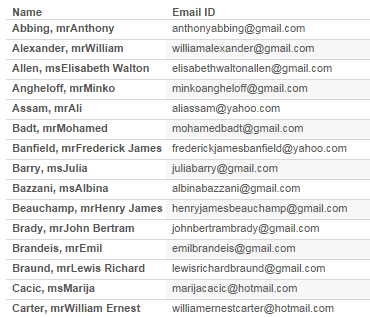 Name Email ID
Abbing, mrAnthony anthonyabbing@gmail.com
Alexander, mrWilliam williamalexander@gmail.com
Allen, msElisabeth Walton elisabethwaltonallen@gmail.com
Angheloff, mrMinko minkoangheloff@gmail.com
Assam, mrAli aliassam@yahoo.com
Badt, mrMohamed mohamedbadt@gmail.com
Banfield, mrFrederick James frederickjamesbanfield@yahoo.com
Barry, msJulia juliabarry@gmail.com
Bazzani, msAlbina albinabazzani@gmail.com
Beauchamp, mrHenry James henryjamesbeauchamp@gmail.com
Brady, mrJohn Bertram johnbertrambrady@gmail.com
Brandeis, mrEmil emilbrandeis@gmail.com
Braund, mrLewis Richard lewisrichardbraund@gmail.com
Cacic, msMarija marijacacic@hotmail.com
Carter, mrWilliam Ernest williamernestcarter@hotmail.com